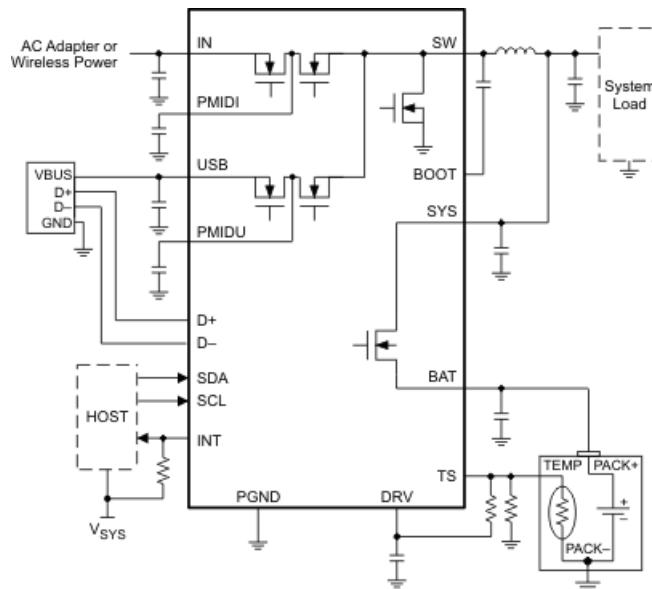 AC Adapter or
Wireless Power
IN
SW
PMIDI
System
Load
VBUS
D+
D–
GND
USB
BOOT
SYS
PMIDU
D+
D–
SDA
SCL
HOST
INT
BAT
TS
TEMP
PACK+
+
–
PACK–
PGND
DRV
VSYS